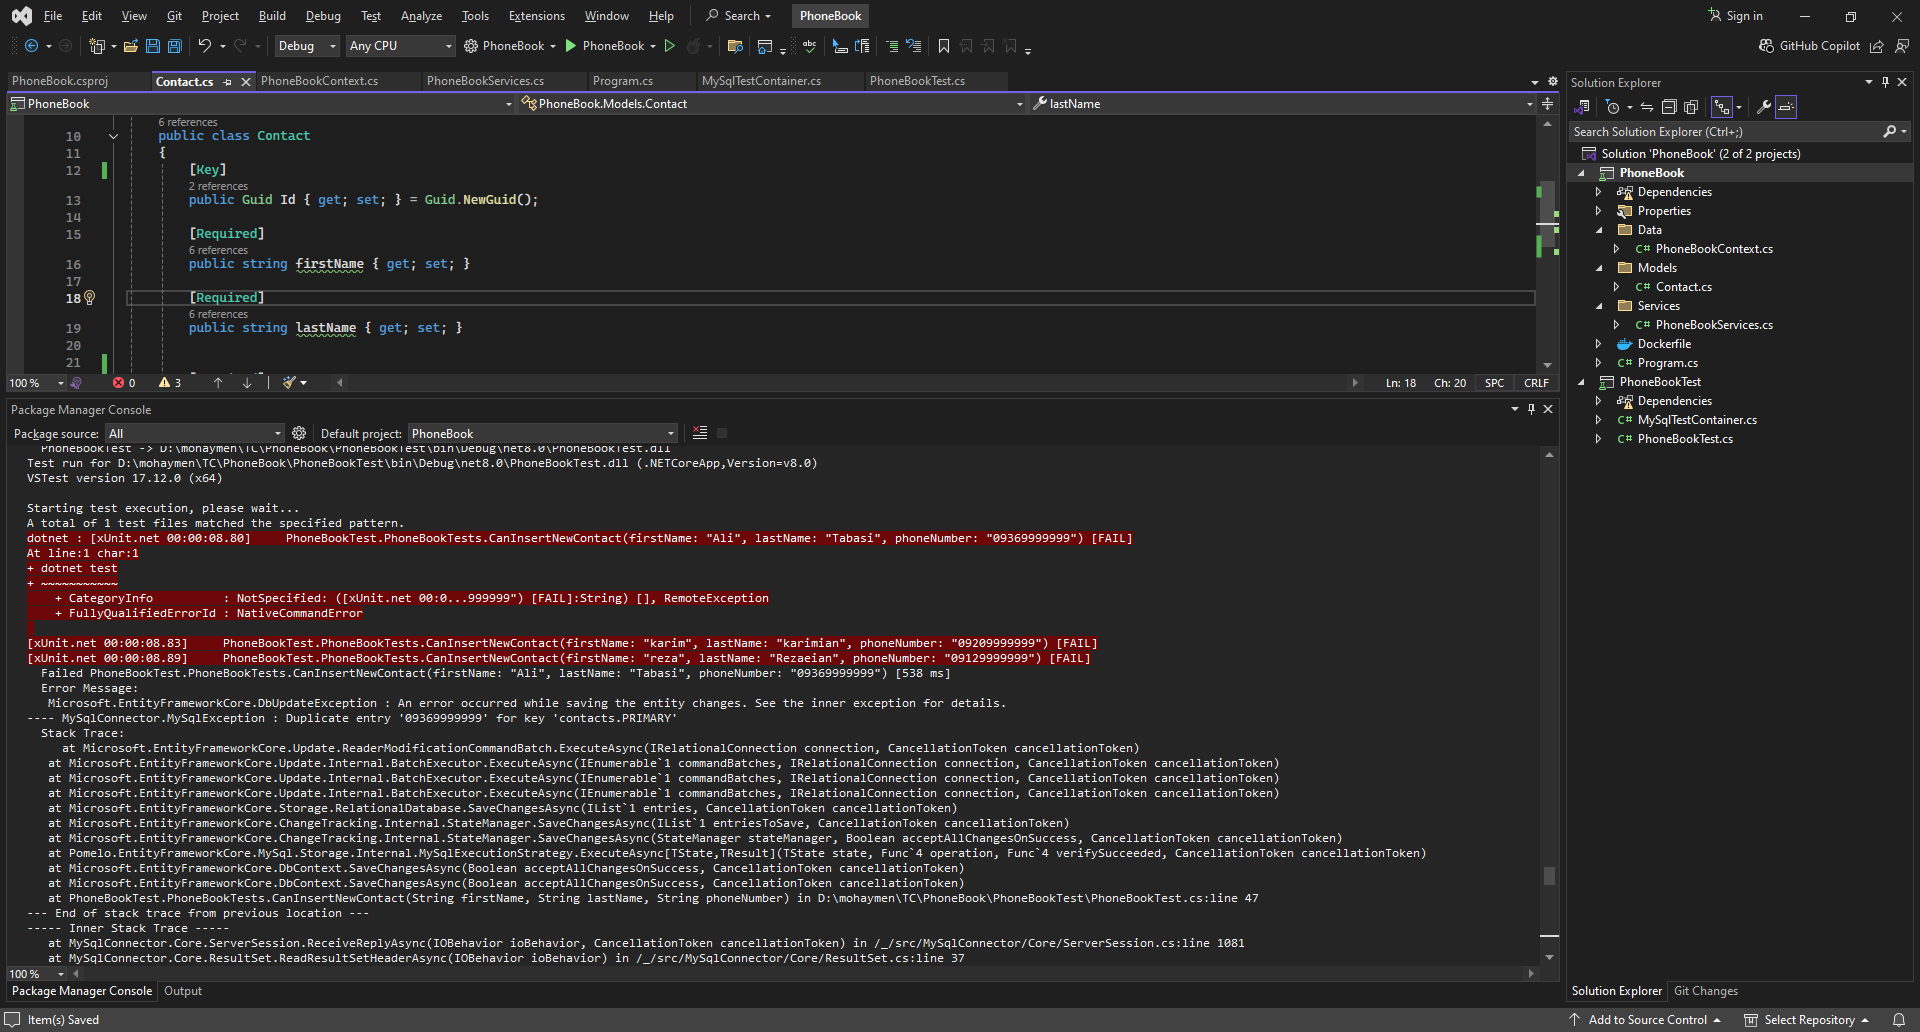 File Edit View Git Project Build Debug Test Analyze Tools Extensions Window Help Search PhoneBook Sign in
Debug Any CPU PhoneBook PhoneBook GitHub Copilot
PhoneBook.csproj Contact.cs PhoneBookContext.cs PhoneBookServices.cs Program.cs MySqlTestContainer.cs PhoneBookTest.cs
PhoneBook PhoneBook.Models.Contact lastName
6 references
10 public class Contact
11 {
12 [Key]
2 references
13 public Guid Id { get; set; } = Guid.NewGuid();
14
15 [Required]
6 references
16 public string firstName { get; set; }
17
18 [Required]
6 references
19 public string lastName { get; set; }
20
21
100 % 0 3 Ln: 18 Ch: 20 SPC CRLF
Package Manager Console
Package source: All Default project: PhoneBook
PhoneBookTest -> D:\mohaymen\TC\PhoneBook\PhoneBookTest\bin\Debug\net8.0\PhoneBookTest.dll
Test run for D:\mohaymen\TC\PhoneBook\PhoneBookTest\bin\Debug\net8.0\PhoneBookTest.dll (.NETCoreApp,Version=v8.0)
VSTest version 17.12.0 (x64)
Starting test execution, please wait...
A total of 1 test files matched the specified pattern.
dotnet : [xUnit.net 00:00:08.80]     PhoneBookTest.PhoneBookTests.CanInsertNewContact(firstName: "Ali", lastName: "Tabasi", phoneNumber: "09369999999") [FAIL]
At line:1 char:1
+ dotnet test
+ ~~~~~~~~~~~
+ CategoryInfo          : NotSpecified: ([xUnit.net 00:0...999999") [FAIL]:String) [], RemoteException
+ FullyQualifiedErrorId : NativeCommandError
[xUnit.net 00:00:08.83]     PhoneBookTest.PhoneBookTests.CanInsertNewContact(firstName: "karim", lastName: "karimian", phoneNumber: "09209999999") [FAIL]
[xUnit.net 00:00:08.89]     PhoneBookTest.PhoneBookTests.CanInsertNewContact(firstName: "reza", lastName: "Rezaeian", phoneNumber: "09129999999") [FAIL]
Failed PhoneBookTest.PhoneBookTests.CanInsertNewContact(firstName: "Ali", lastName: "Tabasi", phoneNumber: "09369999999") [538 ms]
Error Message:
Microsoft.EntityFrameworkCore.DbUpdateException : An error occurred while saving the entity changes. See the inner exception for details.
---- MySqlConnector.MySqlException : Duplicate entry '09369999999' for key 'contacts.PRIMARY'
Stack Trace:
at Microsoft.EntityFrameworkCore.Update.ReaderModificationCommandBatch.ExecuteAsync(IRelationalConnection connection, CancellationToken cancellationToken)
at Microsoft.EntityFrameworkCore.Update.Internal.BatchExecutor.ExecuteAsync(IEnumerable`1 commandBatches, IRelationalConnection connection, CancellationToken cancellationToken)
at Microsoft.EntityFrameworkCore.Update.Internal.BatchExecutor.ExecuteAsync(IEnumerable`1 commandBatches, IRelationalConnection connection, CancellationToken cancellationToken)
at Microsoft.EntityFrameworkCore.Update.Internal.BatchExecutor.ExecuteAsync(IEnumerable`1 commandBatches, IRelationalConnection connection, CancellationToken cancellationToken)
at Microsoft.EntityFrameworkCore.Storage.RelationalDatabase.SaveChangesAsync(IList`1 entries, CancellationToken cancellationToken)
at Microsoft.EntityFrameworkCore.ChangeTracking.Internal.StateManager.SaveChangesAsync(IList`1 entriesToSave, CancellationToken cancellationToken)
at Microsoft.EntityFrameworkCore.ChangeTracking.Internal.StateManager.SaveChangesAsync(StateManager stateManager, Boolean acceptAllChangesOnSuccess, CancellationToken cancellationToken)
at Pomelo.EntityFrameworkCore.MySql.Storage.Internal.MySqlExecutionStrategy.ExecuteAsync[TState,TResult](TState state, Func`4 operation, Func`4 verifySucceeded, CancellationToken cancellationToken)
at Microsoft.EntityFrameworkCore.DbContext.SaveChangesAsync(Boolean acceptAllChangesOnSuccess, CancellationToken cancellationToken)
at Microsoft.EntityFrameworkCore.DbContext.SaveChangesAsync(Boolean acceptAllChangesOnSuccess, CancellationToken cancellationToken)
at PhoneBookTest.PhoneBookTests.CanInsertNewContact(String firstName, String lastName, String phoneNumber) in D:\mohaymen\TC\PhoneBook\PhoneBookTest\PhoneBookTest.cs:line 47
--- End of stack trace from previous location ---
----- Inner Stack Trace -----
at MySqlConnector.Core.ServerSession.ReceiveReplyAsync(IOBehavior ioBehavior, CancellationToken cancellationToken) in /_/src/MySqlConnector/Core/ServerSession.cs:line 1081
at MySqlConnector.Core.ResultSet.ReadResultSetHeaderAsync(IOBehavior ioBehavior) in /_/src/MySqlConnector/Core/ResultSet.cs:line 37
100 %
Package Manager Console Output
Solution Explorer
Search Solution Explorer (Ctrl+;)
Solution 'PhoneBook' (2 of 2 projects)
PhoneBook
Dependencies
Properties
Data
C# PhoneBookContext.cs
Models
C# Contact.cs
Services
C# PhoneBookServices.cs
Dockerfile
C# Program.cs
PhoneBookTest
Dependencies
C# MySqlTestContainer.cs
C# PhoneBookTest.cs
Solution Explorer Git Changes
Item(s) Saved Add to Source Control Select Repository